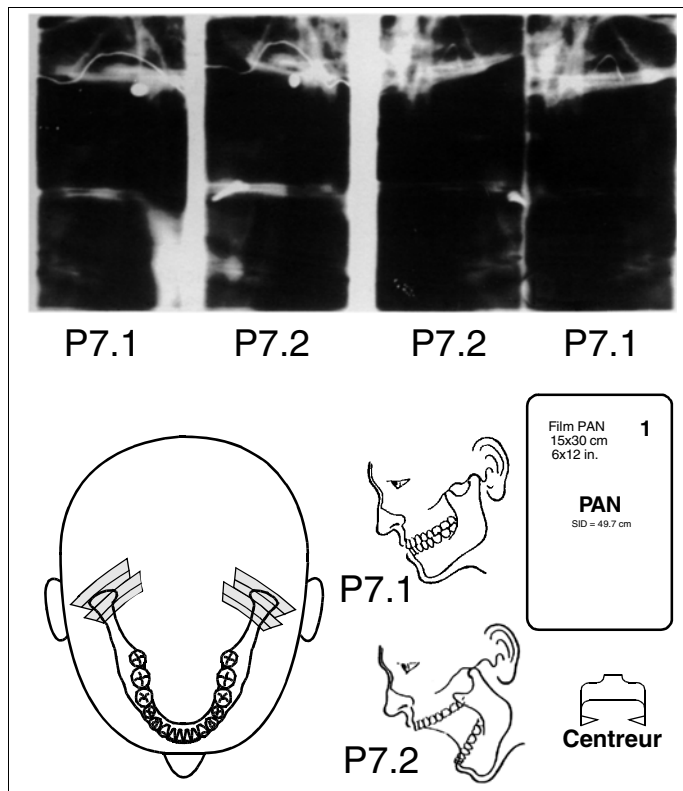 P7.1 P7.2 P7.2 P7.1
Film PAN 1
15x30 cm
6x12 in.
PAN
SID = 49.7 cm
P7.1
P7.2
Centreur